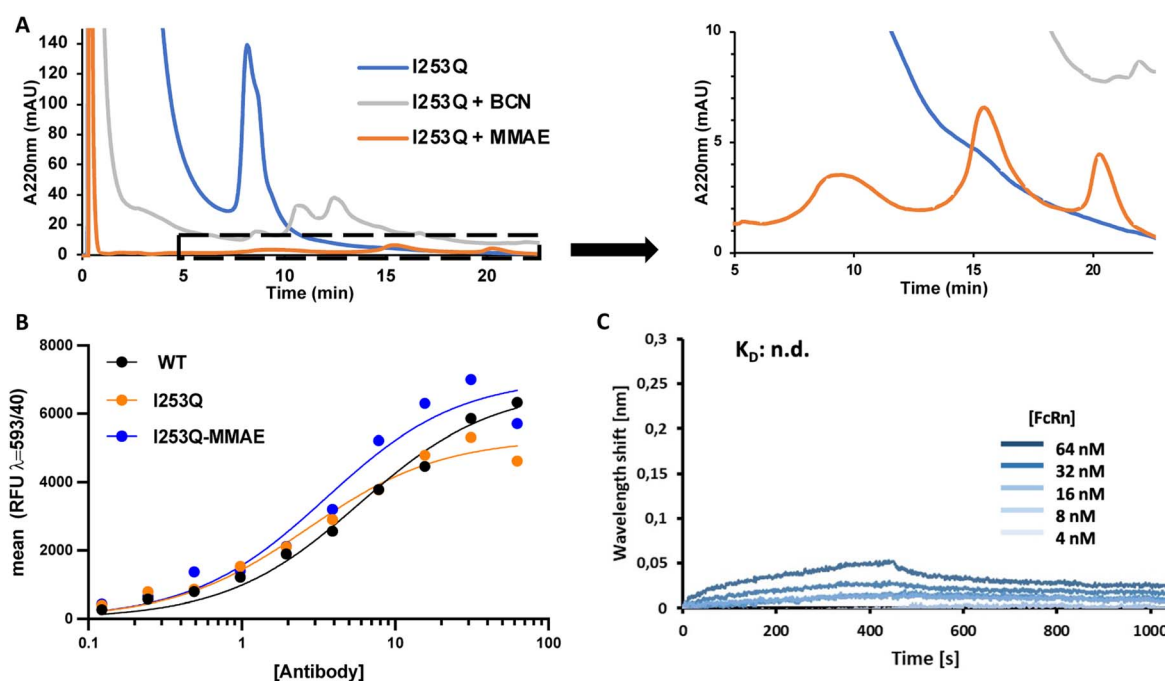 A
140
120
100
80
60
40
20
0
A220nm (mAU)
0
5
10
15
20
Time (min)
I253Q
I253Q + BCN
I253Q + MMAE
10
5
0
A220nm (mAU)
5
10
15
20
Time (min)
B
8000
6000
4000
2000
0
mean (RFU λ=593/40)
0.1
1
10
100
[Antibody]
WT
I253Q
I253Q-MMAE
C
K_D: n.d.
0,3
0,25
0,2
0,15
0,1
0,05
0
Wavelength shift [nm]
0
200
400
600
800
1000
Time [s]
[FcRn]
64 nM
32 nM
16 nM
8 nM
4 nM